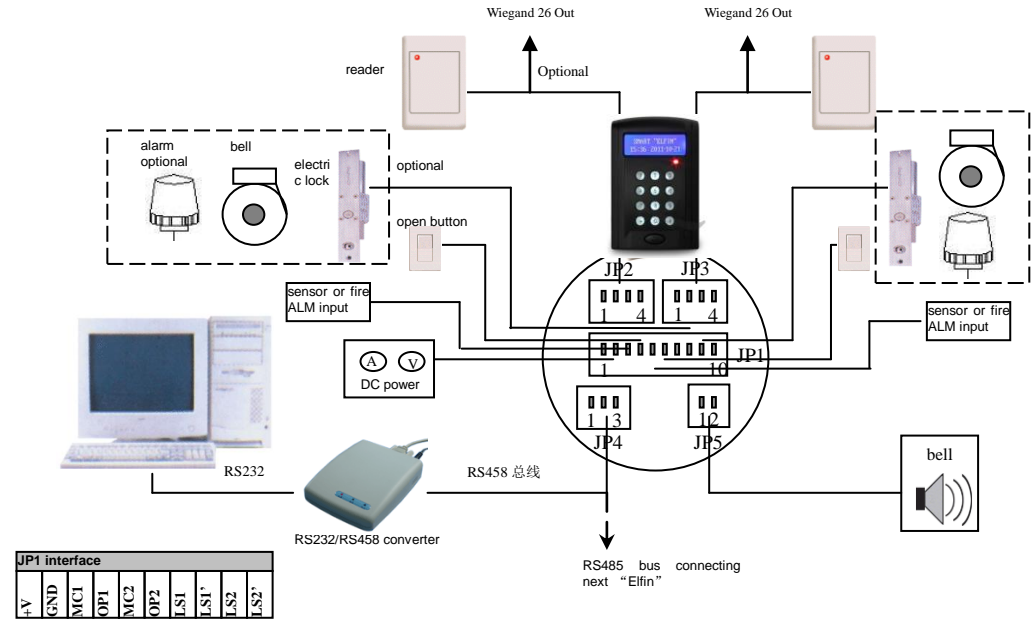 Wiegand 26 Out
Wiegand 26 Out
reader
Optional
SMART "ELFIN"
alarm
optional
bell
electri
c lock
optional
open button
JP2
JP3
1 4
1 4
sensor or fire
ALM input
sensor or fire
ALM input
JP1
1 10
A V
DC power
1 3
12
JP4
JP5
bell
RS232
RS458 总线
RS232/RS458 converter
RS485 bus connecting
next “Elfin”
JP1 interface
+V GND MC1 OP1 MC2 OP2 LS1 LS1’ LS2 LS2’